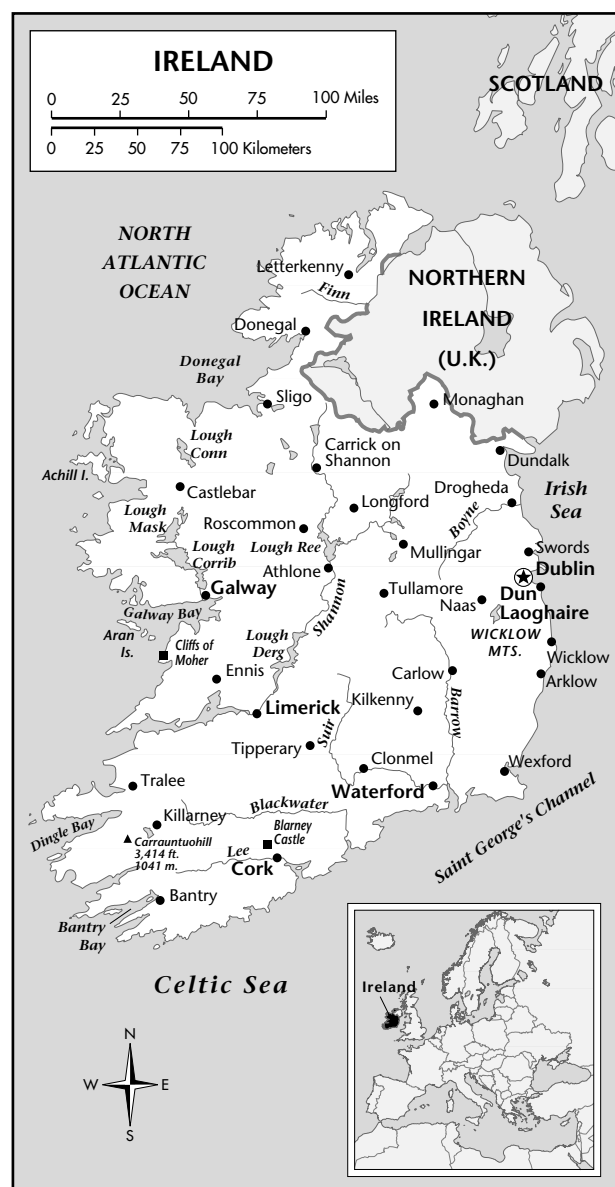 IRELAND
0 25 50 75 100 Miles
0 25 50 75 100 Kilometers
SCOTLAND
NORTH
ATLANTIC
OCEAN
Letterkenny
Finn
NORTHERN
IRELAND
(U.K.)
Donegal
Donegal
Bay
Sligo
Monaghan
Lough
Conn
Carrick on
Shannon
Dundalk
Achill I.
Castlebar
Longford
Drogheda
Irish
Sea
Lough
Mask
Roscommon
Boyne
Lough
Corrib
Lough Ree
Mullingar
Swords
Athlone
Dublin
Galway
Shannon
Tullamore
Naas
Dun
Laoghaire
Galway Bay
Aran
Is.
Cliffs of
Moher
Lough
Derg
WICKLOW
MTS.
Wicklow
Ennis
Carlow
Arklow
Limerick
Kilkenny
Barrow
Suir
Tipperary
Clonmel
Wexford
Tralee
Waterford
Blackwater
Killarney
Dingle Bay
Carrauntuohill
3,414 ft.
1041 m.
Lee
Blarney
Castle
Cork
Saint George's Channel
Bantry
Bantry
Bay
Celtic Sea
Ireland
N
W E
S